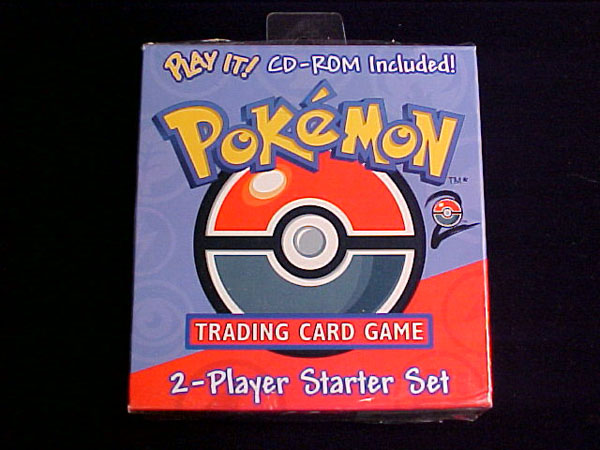 PLAY IT! CD-ROM Included!
POKéMON
TM*
TRADING CARD GAME
2-Player Starter Set